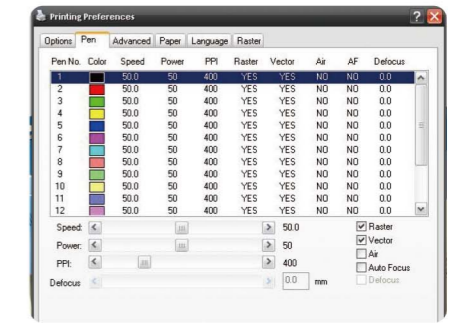 Printing Preferences
Options Pen Advanced Paper Language Raster
Pen No. Color Speed Power PPI Raster Vector Air AF Defocus
1 50.0 50 400 YES YES NO NO 0.0
2 50.0 50 400 YES YES NO NO 0.0
3 50.0 50 400 YES YES NO NO 0.0
4 50.0 50 400 YES YES NO NO 0.0
5 50.0 50 400 YES YES NO NO 0.0
6 50.0 50 400 YES YES NO NO 0.0
7 50.0 50 400 YES YES NO NO 0.0
8 50.0 50 400 YES YES NO NO 0.0
9 50.0 50 400 YES YES NO NO 0.0
10 50.0 50 400 YES YES NO NO 0.0
11 50.0 50 400 YES YES NO NO 0.0
12 50.0 50 400 YES YES NO NO 0.0
Speed: 50.0 Raster
Power: 50 Vector
Air
PPI: 400 Auto Focus
Defocus 0.0 mm Defocus